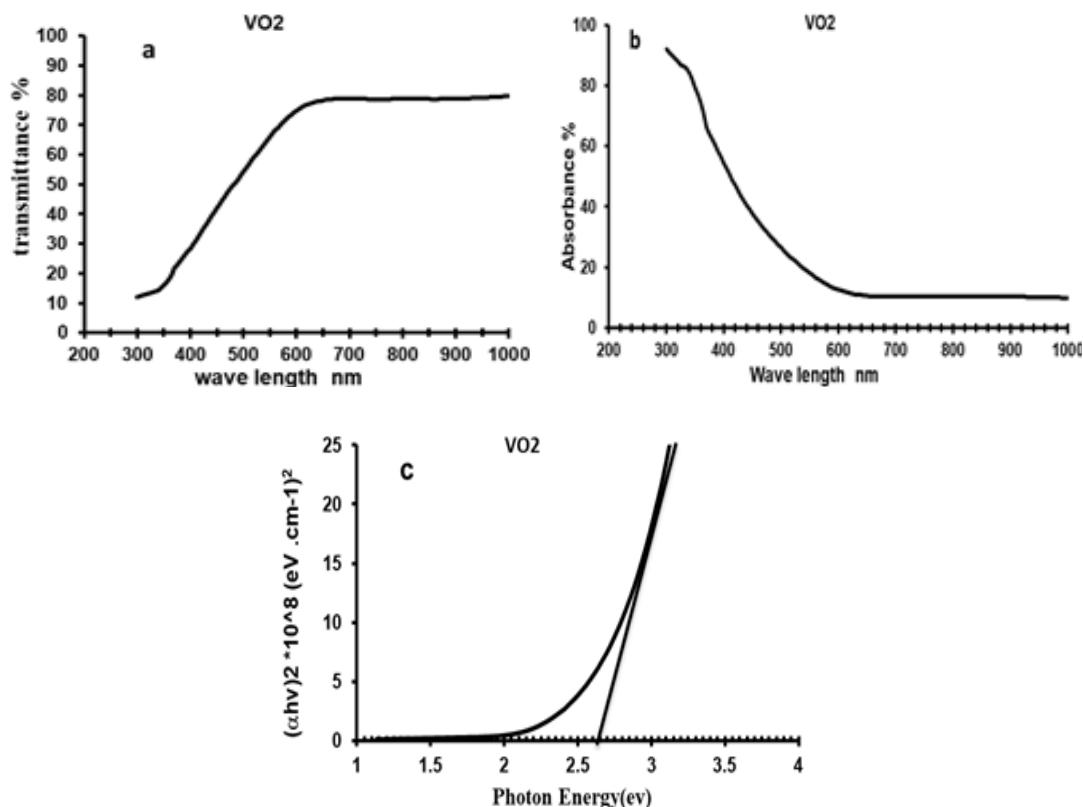 VO2
a
100
90
80
70
60
50
40
30
20
10
0
transmittance %
200 300 400 500 600 700 800 900 1000
wave length nm
VO2
b
100
80
60
40
20
0
Absorbance %
200 300 400 500 600 700 800 900 1000
Wave length nm
VO2
c
25
20
15
10
5
0
(αhv)2 *10^8 (eV .cm-1)²
1 1.5 2 2.5 3 3.5 4
Photon Energy(ev)